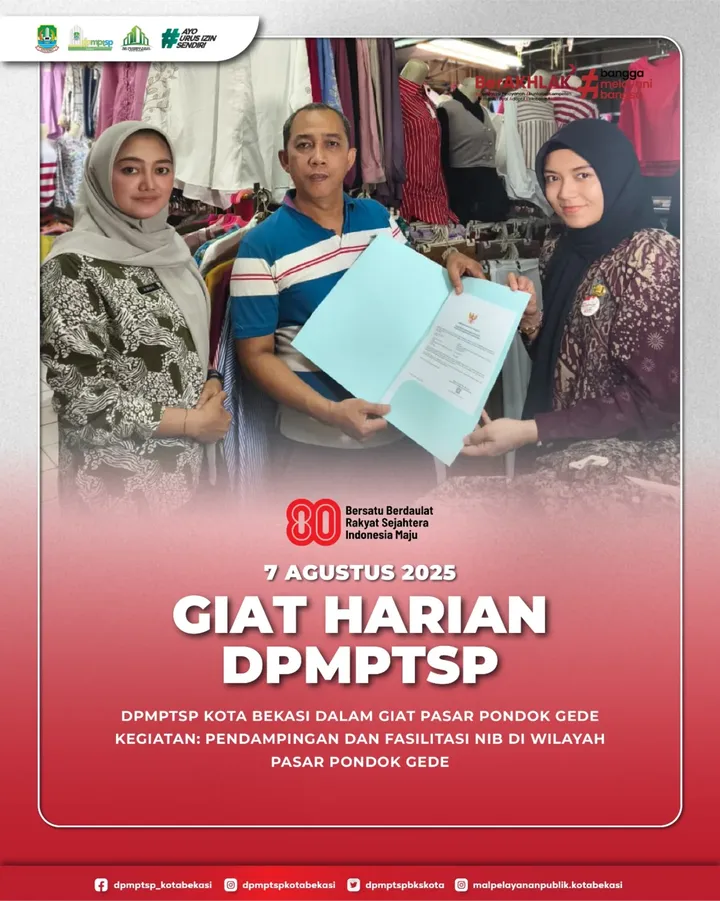 dpmptsp
#AYO
URUS IZIN
SENDIRI
BerAKHLAK
#bangga
melayani
bangsa
80
Bersatu Berdaulat
Rakyat Sejahtera
Indonesia Maju
7 AGUSTUS 2025
GIAT HARIAN
DPMPTSP
DPMPTSP KOTA BEKASI DALAM GIAT PASAR PONDOK GEDE
KEGIATAN: PENDAMPINGAN DAN FASILITASI NIB DI WILAYAH
PASAR PONDOK GEDE
dpmptsp_kotabekasi
dpmptspkotabekasi
dpmptspbkskota
malpelayananpublik.kotabekasi